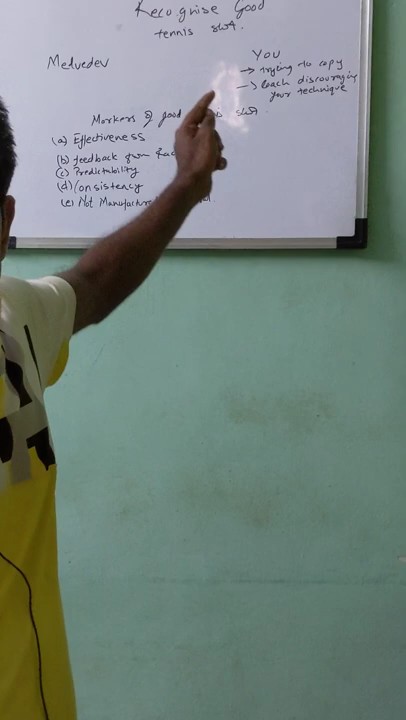 Recognise Good
tennis shot.
Medvedev
YOU
→ trying to copy
→ Coach discouraging
your technique
Markers of good shot.
(a) Effectiveness
(b) feedback from
(c) Predictability
(d) Consistency
(e) Not